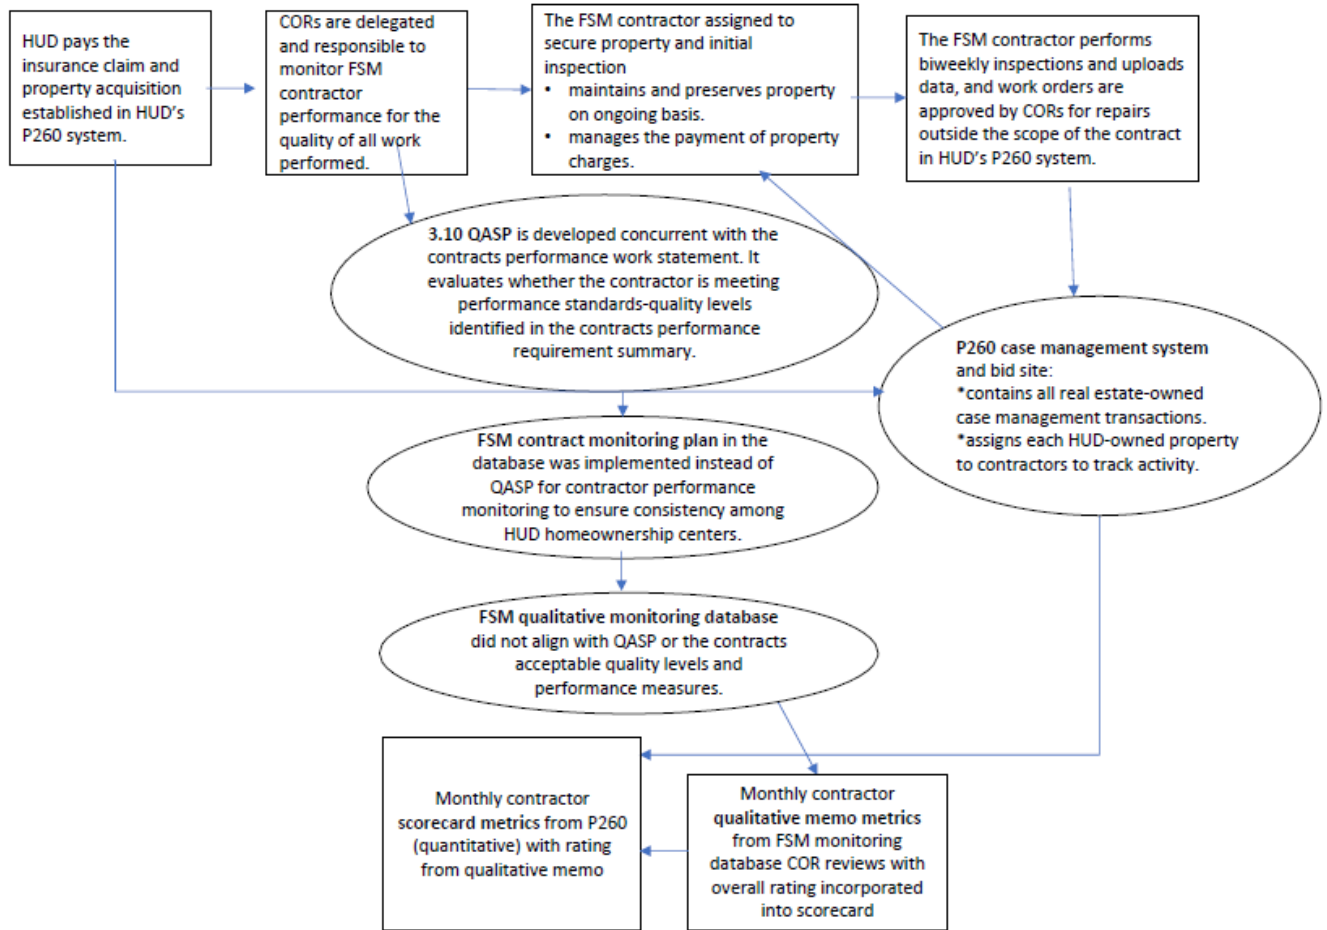 HUD pays the
insurance claim and
property acquisition
established in HUD's
P260 system.
CORs are delegated
and responsible to
monitor FSM
contractor
performance for the
quality of all work
performed.
The FSM contractor assigned to
secure property and initial
inspection
• maintains and preserves property
on ongoing basis.
• manages the payment of property
charges.
The FSM contractor performs
biweekly inspections and uploads
data, and work orders are
approved by CORs for repairs
outside the scope of the contract
in HUD's P260 system.
3.10 QASP is developed concurrent with the
contracts performance work statement. It
evaluates whether the contractor is meeting
performance standards-quality levels
identified in the contracts performance
requirement summary.
P260 case management system
and bid site:
*contains all real estate-owned
case management transactions.
*assigns each HUD-owned property
to contractors to track activity.
FSM contract monitoring plan in the
database was implemented instead of
QASP for contractor performance
monitoring to ensure consistency among
HUD homeownership centers.
FSM qualitative monitoring database
did not align with QASP or the contracts
acceptable quality levels and
performance measures.
Monthly contractor
scorecard metrics from P260
(quantitative) with rating
from qualitative memo
Monthly contractor
qualitative memo metrics
from FSM monitoring
database COR reviews with
overall rating incorporated
into scorecard